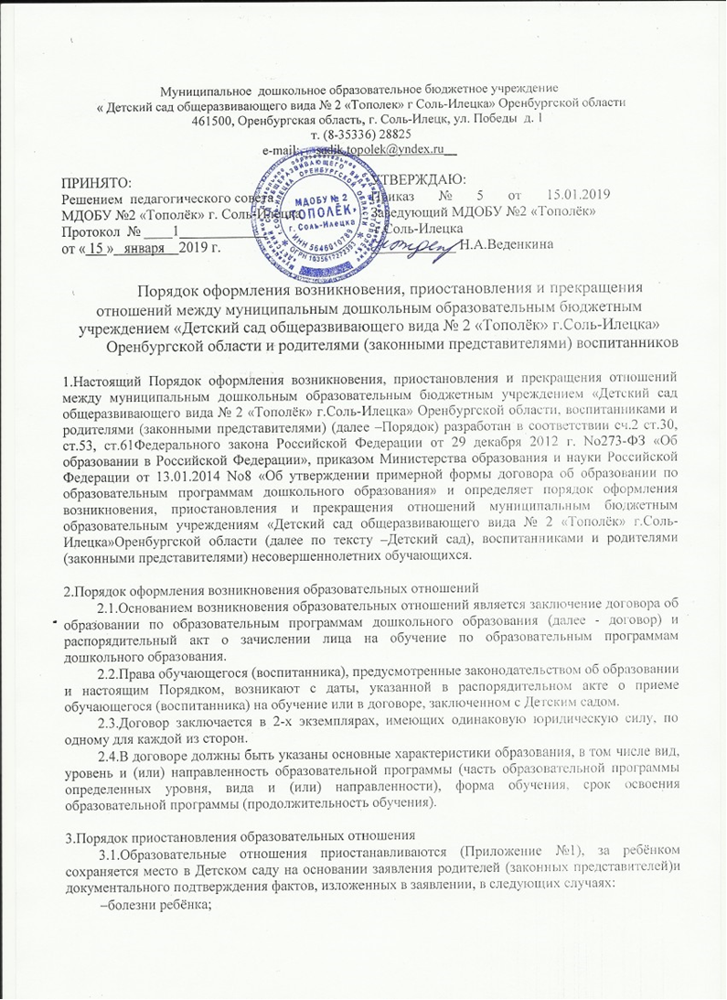 Муниципальное дошкольное образовательное бюджетное учреждение
« Детский сад общеразвивающего вида № 2 «Тополек» г Соль-Илецка» Оренбургской области
461500, Оренбургская область, г. Соль-Илецк, ул. Победы д. 1
т. (8-35336) 28825
e-mail: sadik.topolek@yndex.ru
ПРИНЯТО: УТВЕРЖДАЮ:
Решением педагогического совета Приказ № 5 от 15.01.2019
МДОБУ №2 «Тополёк» г. Соль-Илецка Заведующий МДОБУ №2 «Тополёк»
Протокол № 1 г. Соль-Илецка
от « 15 » января 2019 г. Н.А.Веденкина
МДОБУ № 2
"ТОПОЛЁК"
г. Соль-Илецка
Порядок оформления возникновения, приостановления и прекращения
отношений между муниципальным дошкольным образовательным бюджетным
учреждением «Детский сад общеразвивающего вида № 2 «Тополёк» г.Соль-Илецка»
Оренбургской области и родителями (законными представителями) воспитанников
1.Настоящий Порядок оформления возникновения, приостановления и прекращения отношений
между муниципальным дошкольным образовательным бюджетным учреждением «Детский сад
общеразвивающего вида № 2 «Тополёк» г.Соль-Илецка» Оренбургской области, воспитанниками и
родителями (законными представителями) (далее –Порядок) разработан в соответствии сч.2 ст.30,
ст.53, ст.61Федерального закона Российской Федерации от 29 декабря 2012 г. No273-ФЗ «Об
образовании в Российской Федерации», приказом Министерства образования и науки Российской
Федерации от 13.01.2014 No8 «Об утверждении примерной формы договора об образовании по
образовательным программам дошкольного образования» и определяет порядок оформления
возникновения, приостановления и прекращения отношений муниципальным бюджетным
образовательным учреждениям «Детский сад общеразвивающего вида № 2 «Тополёк» г.Соль-
Илецка»Оренбургской области (далее по тексту –Детский сад), воспитанниками и родителями
(законными представителями) несовершеннолетних обучающихся.
2.Порядок оформления возникновения образовательных отношений
2.1.Основанием возникновения образовательных отношений является заключение договора об
образовании по образовательным программам дошкольного образования (далее - договор) и
распорядительный акт о зачислении лица на обучение по образовательным программам
дошкольного образования.
2.2.Права обучающегося (воспитанника), предусмотренные законодательством об образовании
и настоящим Порядком, возникают с даты, указанной в распорядительном акте о приеме
обучающегося (воспитанника) на обучение или в договоре, заключенном с Детским садом.
2.3.Договор заключается в 2-х экземплярах, имеющих одинаковую юридическую силу, по
одному для каждой из сторон.
2.4.В договоре должны быть указаны основные характеристики образования, в том числе вид,
уровень и (или) направленность образовательной программы (часть образовательной программы
определенных уровня, вида и (или) направленности), форма обучения, срок освоения
образовательной программы (продолжительность обучения).
3.Порядок приостановления образовательных отношения
3.1.Образовательные отношения приостанавливаются (Приложение №1), за ребёнком
сохраняется место в Детском саду на основании заявления родителей (законных представителей)и
документального подтверждения фактов, изложенных в заявлении, в следующих случаях:
–болезни ребёнка;